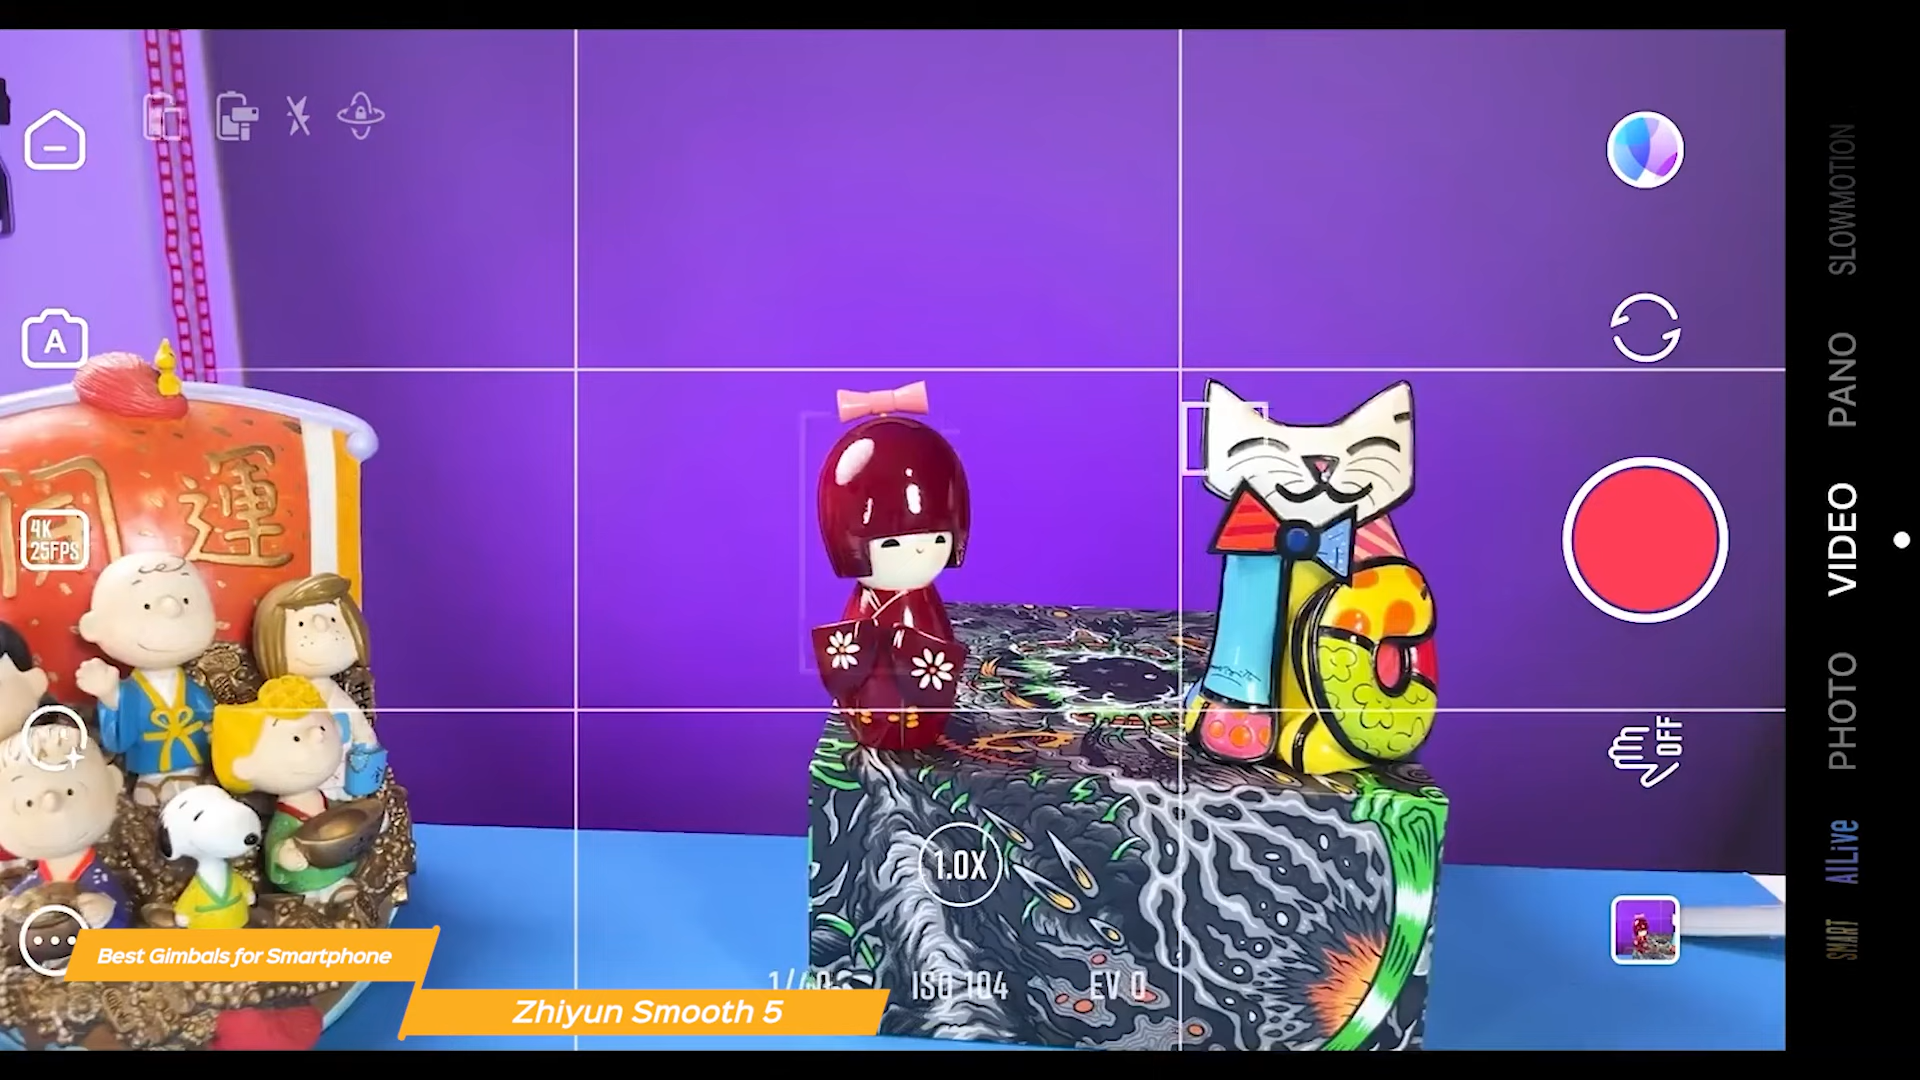 A
4K
25FPS
開運
1.0X
ISO 104
EV 0
OFF
SLOWMOTION
PANO
VIDEO
PHOTO
AILive
SMART
Best Gimbals for Smartphone
Zhiyun Smooth 5